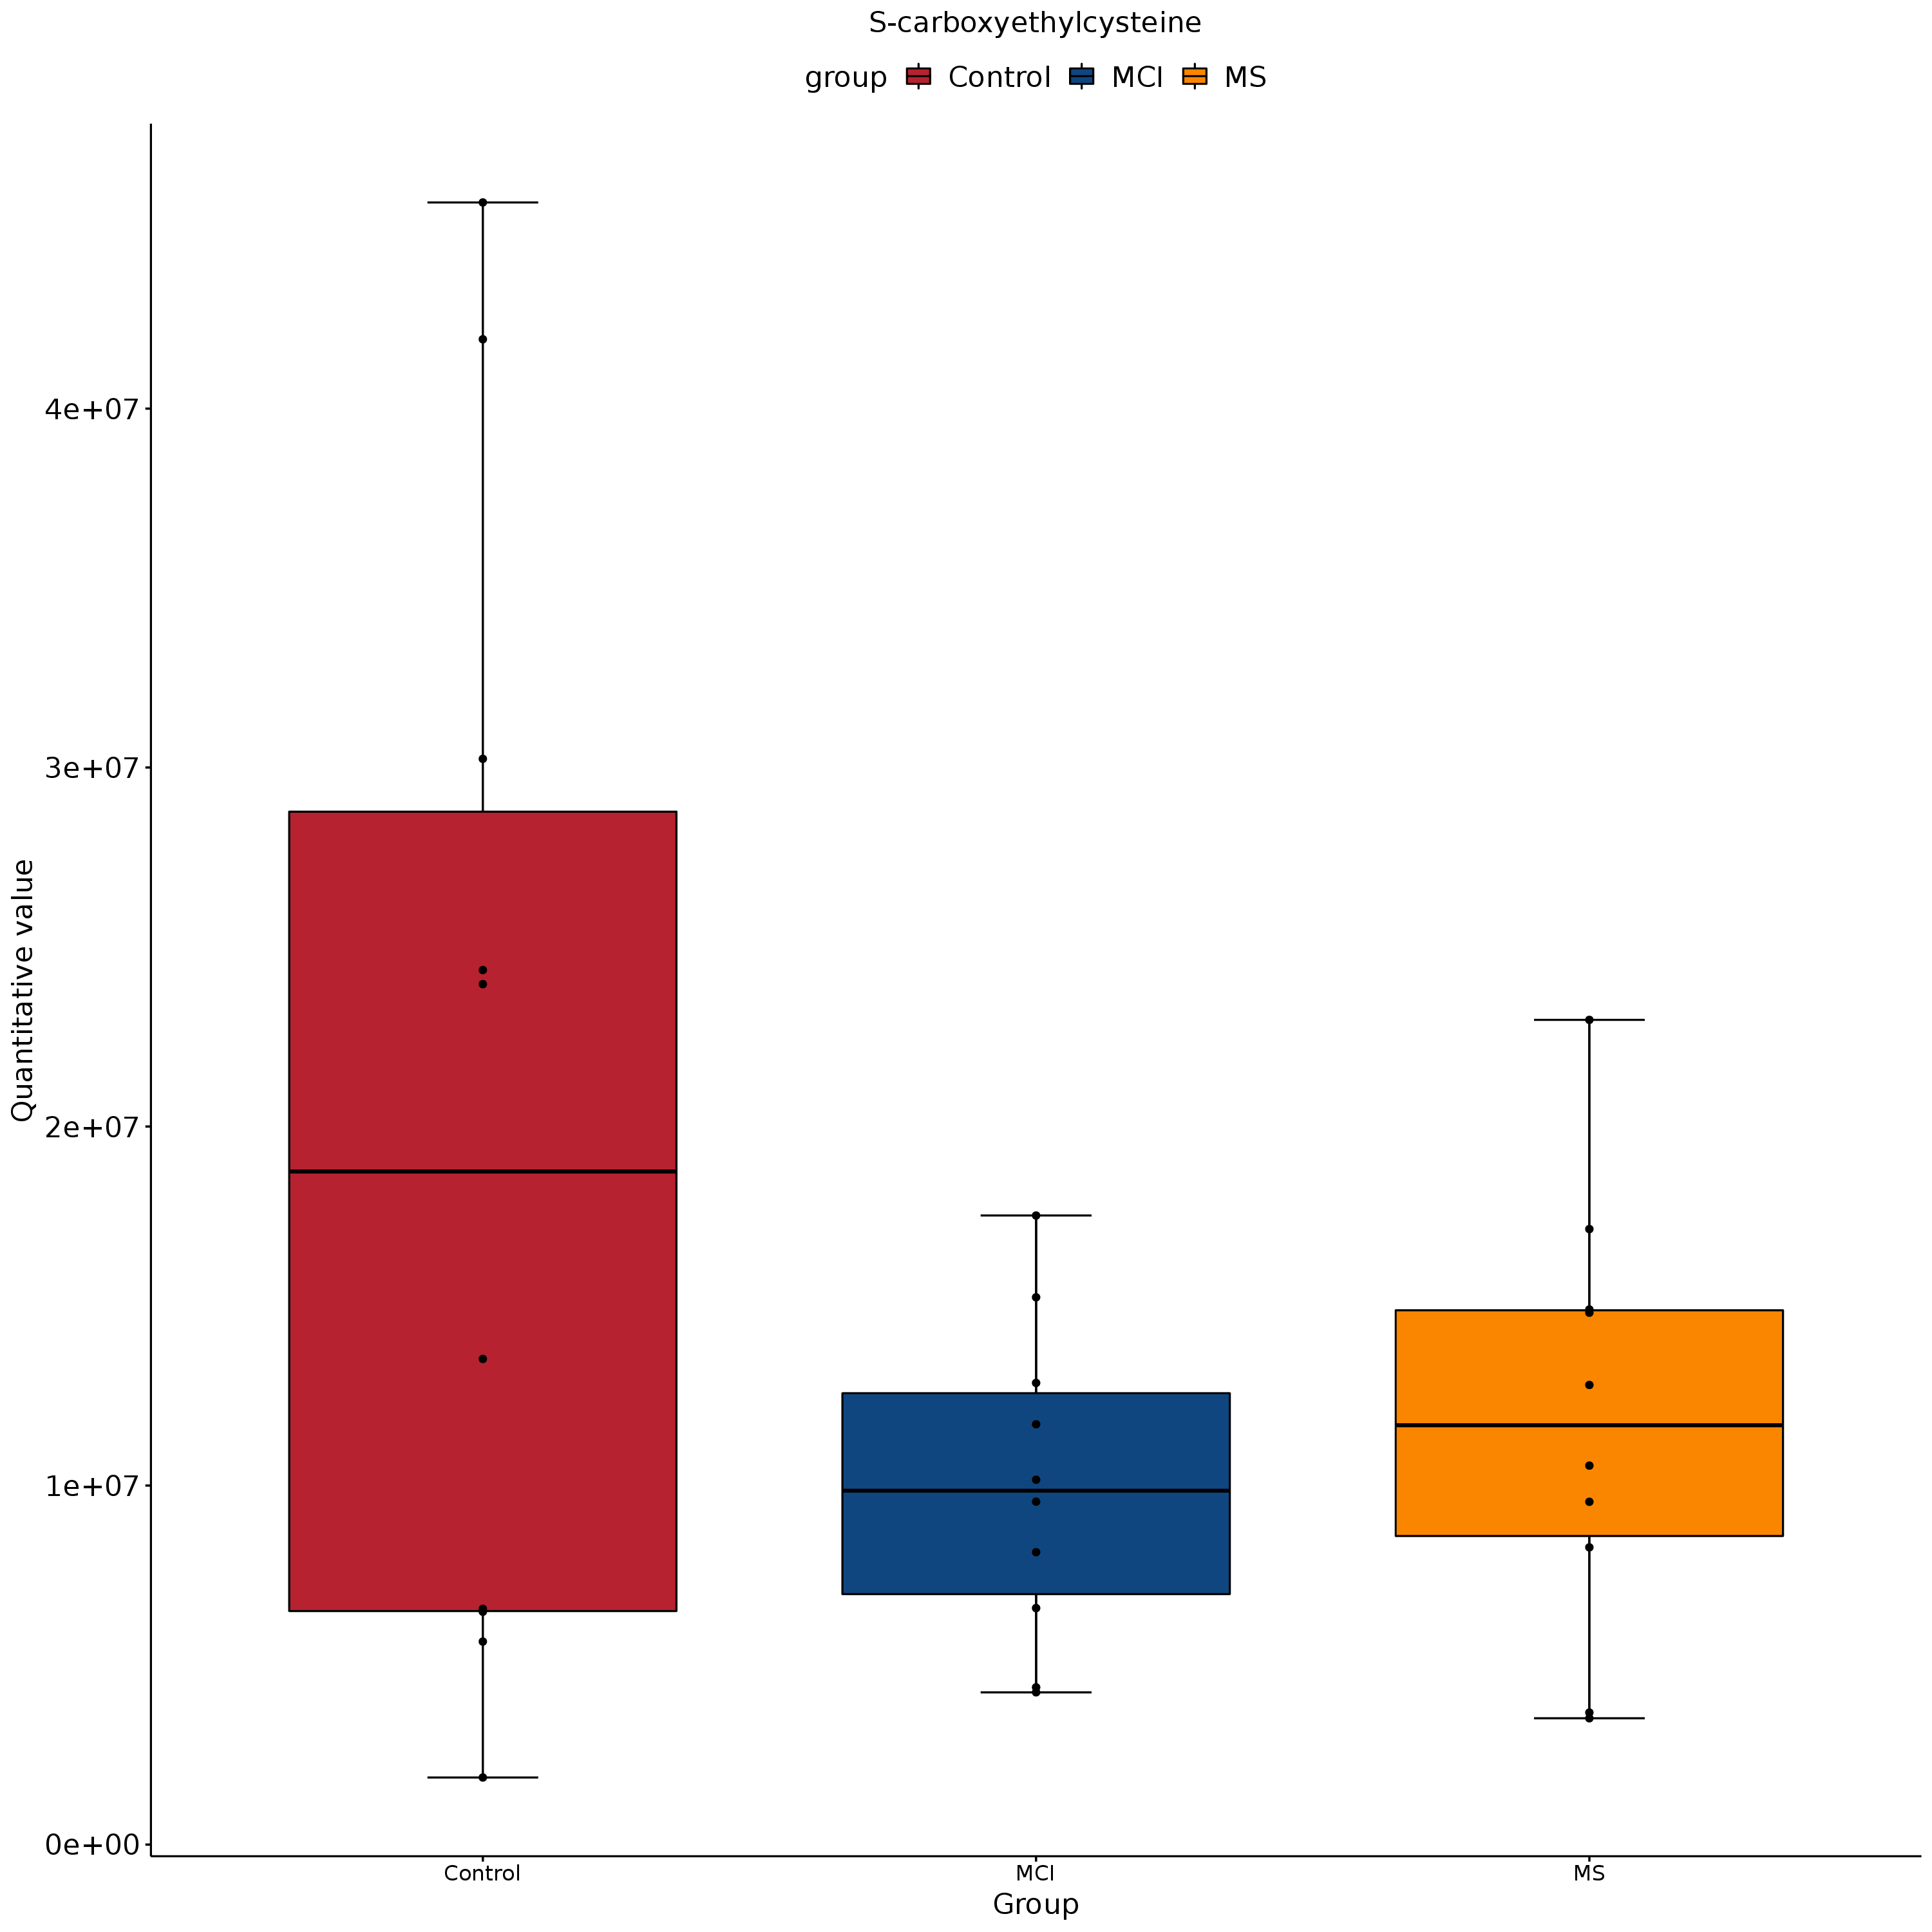 S-carboxyethylcysteine
group Control MCI MS
Quantitative value
4e+07
3e+07
2e+07
1e+07
0e+00
Control MCI MS
Group